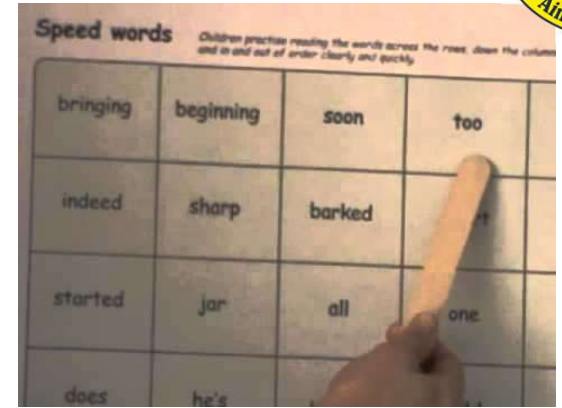 Speed words
Children practise reading the words across the rows, down the columns
and in and out of order clearly and quickly.
bringing beginning soon too
indeed sharp barked
started jar all one
does he's